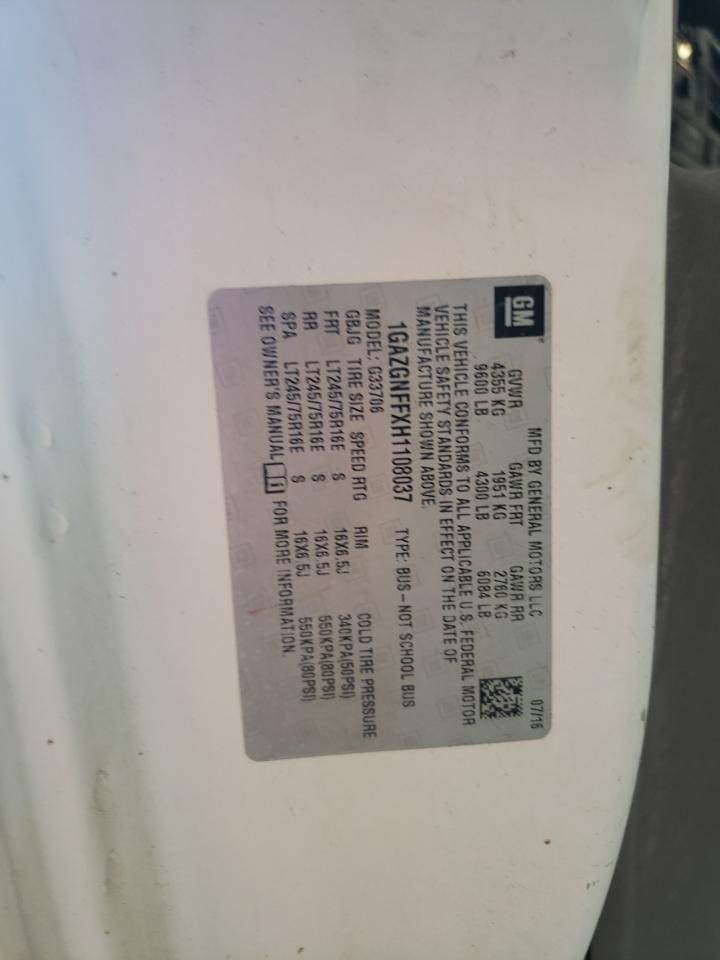 GM
MFD BY GENERAL MOTORS LLC 07/16
GVWR GAWR FRT GAWR RR
4355 KG 1951 KG 2760 KG
9600 LB 4300 LB 6084 LB
THIS VEHICLE CONFORMS TO ALL APPLICABLE U.S. FEDERAL MOTOR
VEHICLE SAFETY STANDARDS IN EFFECT ON THE DATE OF
MANUFACTURE SHOWN ABOVE.
1GAZGNFFXH1108037 TYPE: BUS-NOT SCHOOL BUS
MODEL: G33706
GBJG TIRE SIZE SPEED RTG RIM COLD TIRE PRESSURE
FRT LT245/75R16E S 16X6.5J 340KPA(50PSI)
RR LT245/75R16E S 16X6.5J 550KPA(80PSI)
SPA LT245/75R16E S 16X6.5J 550KPA(80PSI)
SEE OWNER'S MANUAL i FOR MORE INFORMATION.